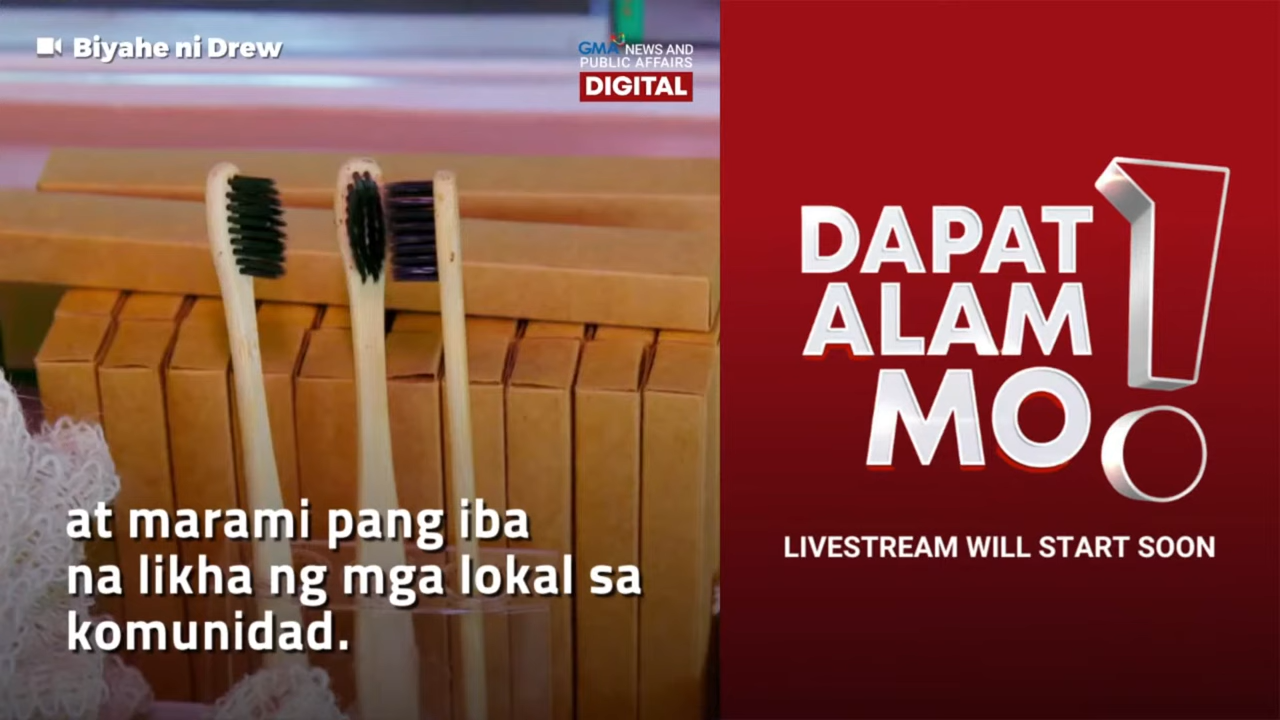 Biyahe ni Drew
GMA NEWS AND
PUBLIC AFFAIRS
DIGITAL
at marami pang iba
na likha ng mga lokal sa
komunidad.
DAPAT
ALAM
MO!
LIVESTREAM WILL START SOON